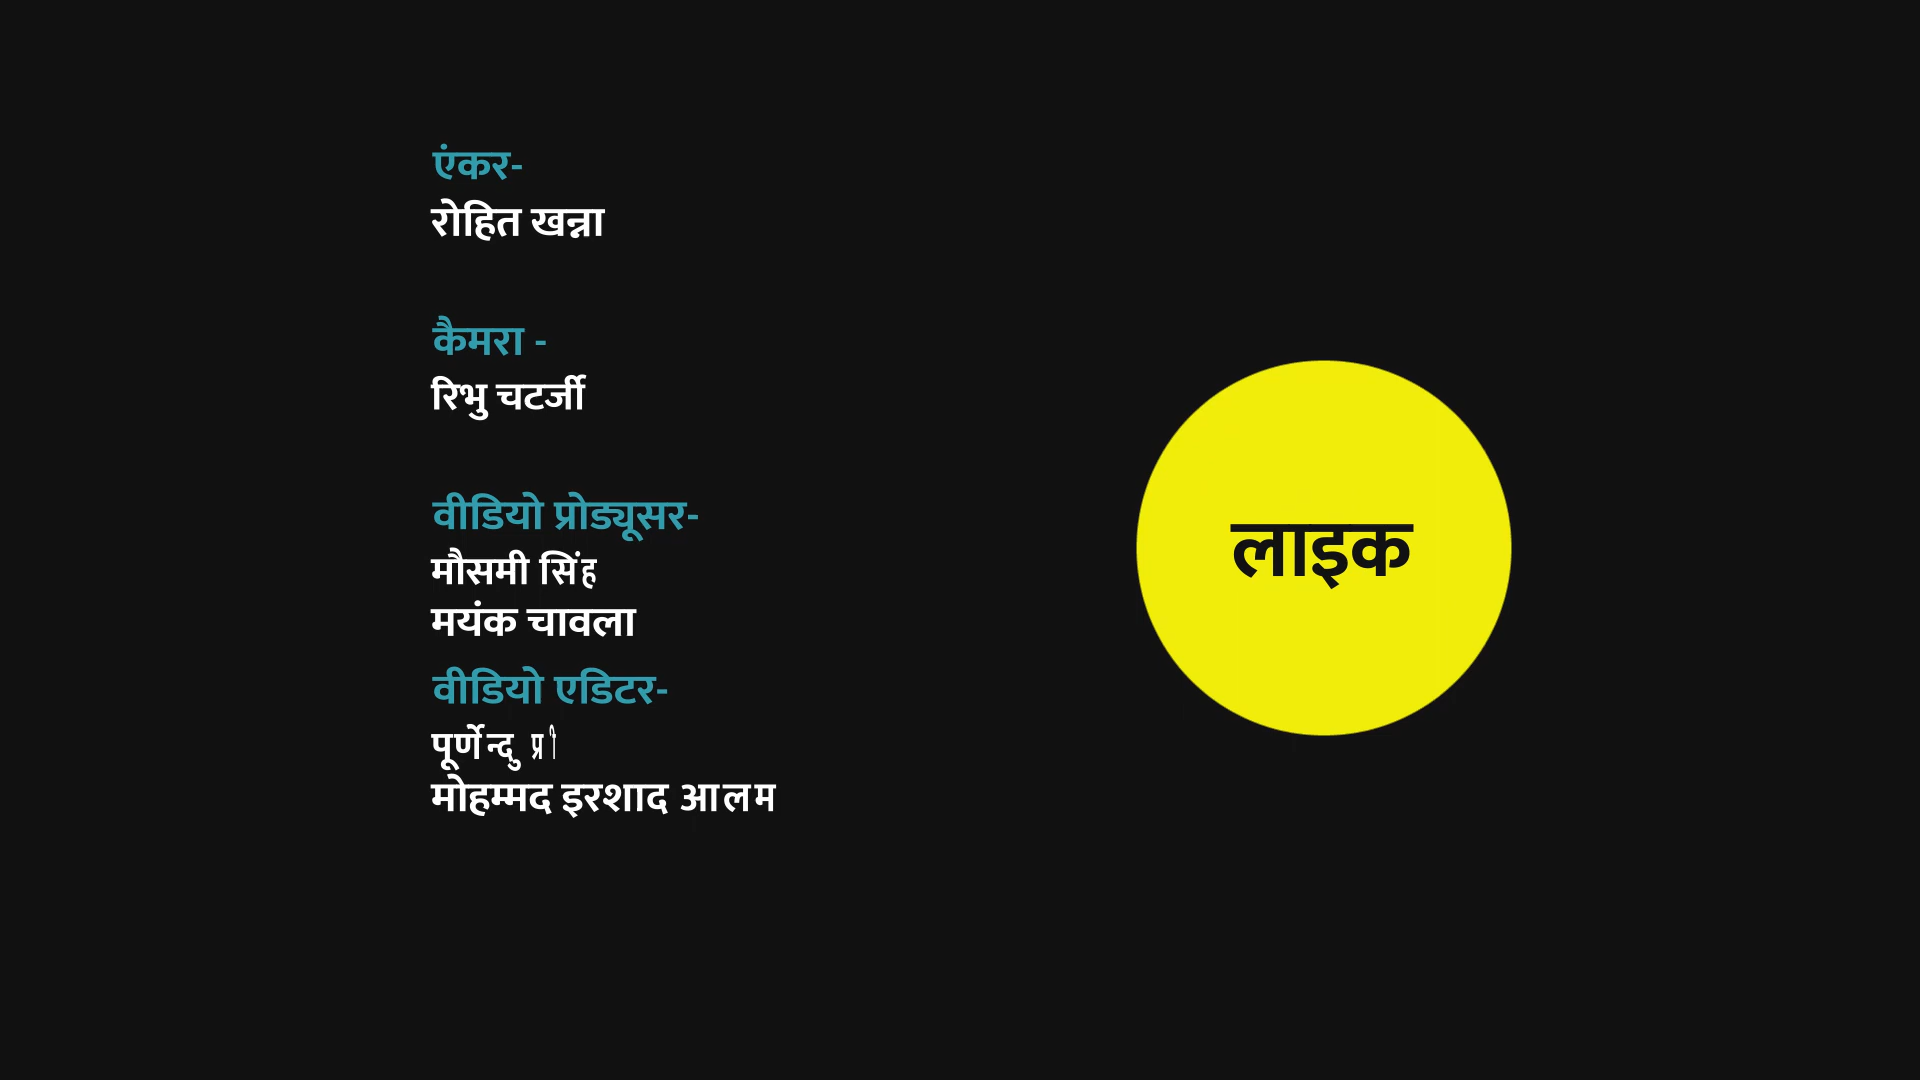 एंकर-
रोहित खन्ना
कैमरा -
रिभु चटर्जी
वीडियो प्रोड्यूसर-
मौसमी सिंह
मयंक चावला
वीडियो एडिटर-
पूर्णेन्दु
मोहम्मद इरशाद आलम
लाइक